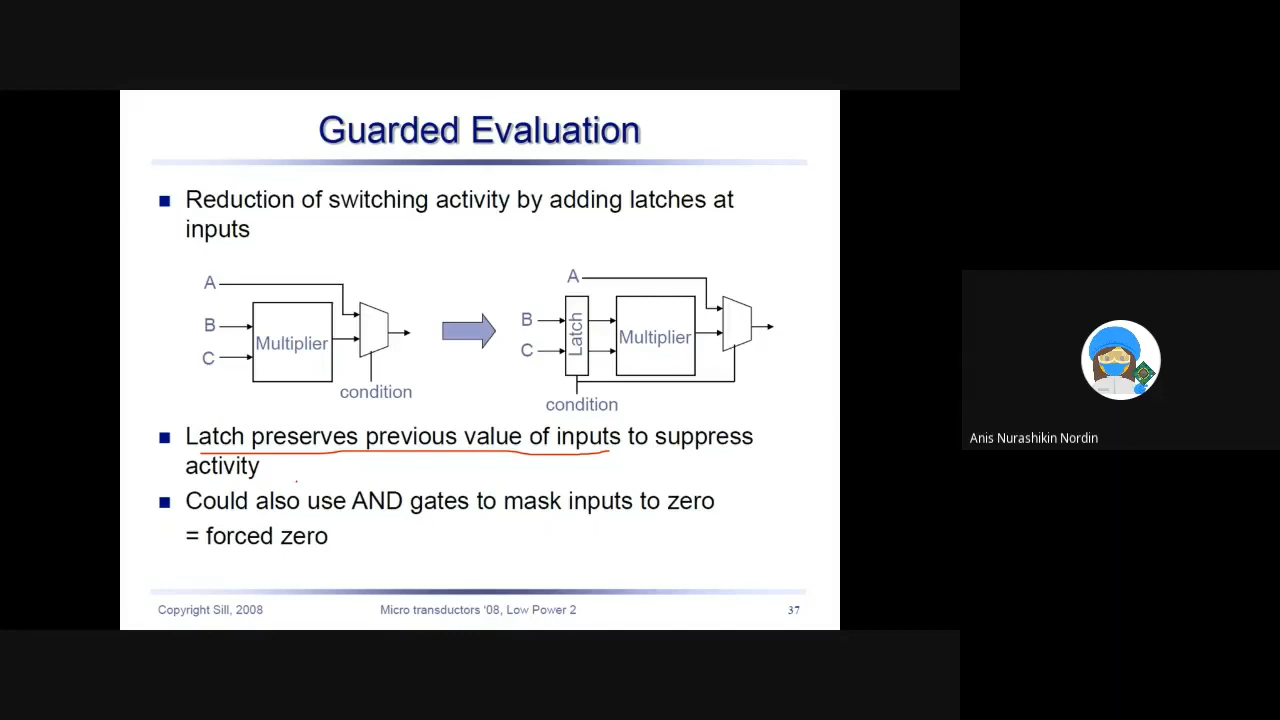 Guarded Evaluation
Reduction of switching activity by adding latches at
inputs
A
B
C
Multiplier
condition
A
B
C
Latch
Multiplier
condition
Latch preserves previous value of inputs to suppress
activity
Could also use AND gates to mask inputs to zero
= forced zero
Copyright Sill, 2008
Micro transductors ‘08, Low Power 2
37
Anis Nurashikin Nordin